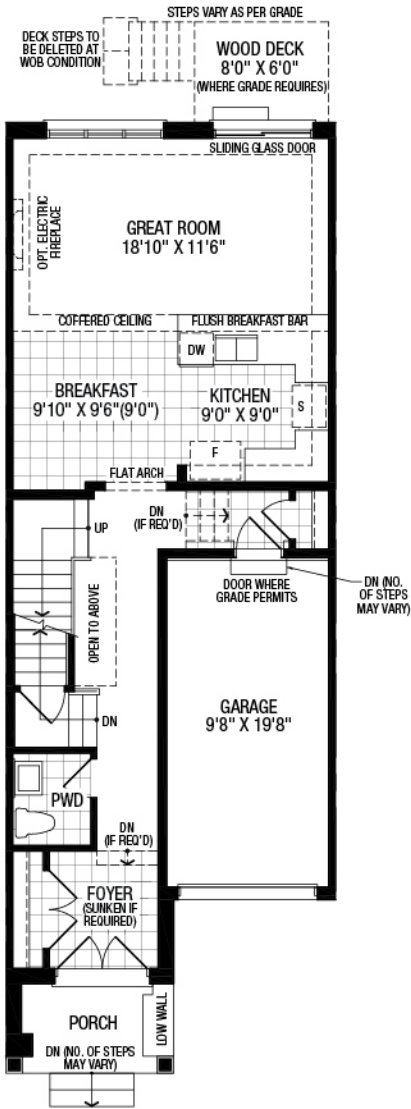 STEPS VARY AS PER GRADE
DECK STEPS TO
BE DELETED AT
WOB CONDITION
WOOD DECK
8'0" X 6'0"
(WHERE GRADE REQUIRES)
SLIDING GLASS DOOR
OPT. ELECTRIC
FIREPLACE
GREAT ROOM
18'10" X 11'6"
COFFERED CEILING
FLUSH BREAKFAST BAR
DW
BREAKFAST
9'10" X 9'6"(9'0")
KITCHEN
9'0" X 9'0"
S
F
FLAT ARCH
DN
(IF REQ'D)
UP
OPEN TO ABOVE
DOOR WHERE
GRADE PERMITS
DN (NO.
OF STEPS
MAY VARY)
GARAGE
9'8" X 19'8"
DN
PWD
DN
(IF REQ'D)
FOYER
(SUNKEN IF
REQUIRED)
PORCH
LOW WALL
DN (NO. OF STEPS
MAY VARY)